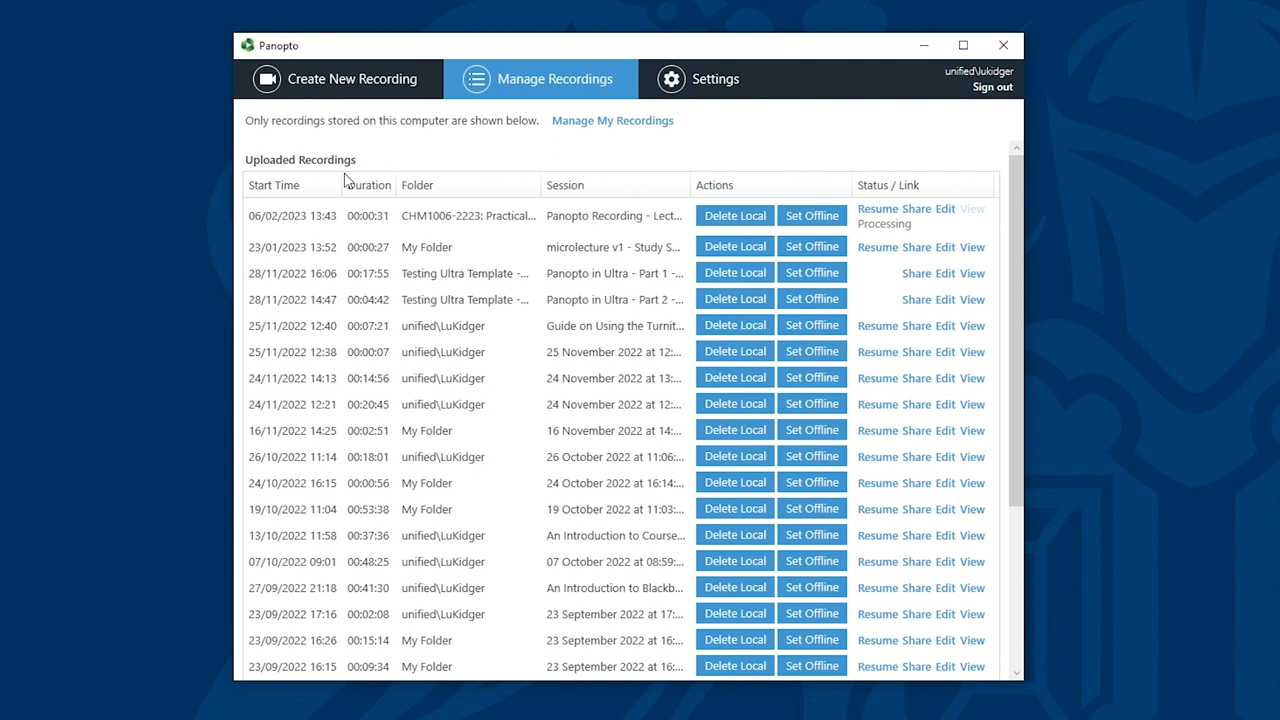 Panopto
Create New Recording Manage Recordings Settings unified\lukidger
Sign out
Only recordings stored on this computer are shown below. Manage My Recordings
Uploaded Recordings
Start Time Duration Folder Session Actions Status / Link
06/02/2023 13:43 00:00:31 CHM1006-2223: Practical... Panopto Recording - Lect... Delete Local Set Offline Resume Share Edit View
Processing
23/01/2023 13:52 00:00:27 My Folder microlecture v1 - Study S... Delete Local Set Offline Resume Share Edit View
28/11/2022 16:06 00:17:55 Testing Ultra Template -... Panopto in Ultra - Part 1 -... Delete Local Set Offline Share Edit View
28/11/2022 14:47 00:04:42 Testing Ultra Template -... Panopto in Ultra - Part 2 -... Delete Local Set Offline Share Edit View
25/11/2022 12:40 00:07:21 unified\LuKidger Guide on Using the Turnit... Delete Local Set Offline Resume Share Edit View
25/11/2022 12:38 00:00:07 unified\LuKidger 25 November 2022 at 12:... Delete Local Set Offline Resume Share Edit View
24/11/2022 14:13 00:14:56 unified\LuKidger 24 November 2022 at 13:... Delete Local Set Offline Resume Share Edit View
24/11/2022 12:21 00:20:45 unified\LuKidger 24 November 2022 at 12:... Delete Local Set Offline Resume Share Edit View
16/11/2022 14:25 00:02:51 My Folder 16 November 2022 at 14:... Delete Local Set Offline Resume Share Edit View
26/10/2022 11:14 00:18:01 unified\LuKidger 26 October 2022 at 11:06:... Delete Local Set Offline Resume Share Edit View
24/10/2022 16:15 00:00:56 My Folder 24 October 2022 at 16:14:... Delete Local Set Offline Resume Share Edit View
19/10/2022 11:04 00:53:38 My Folder 19 October 2022 at 11:03:... Delete Local Set Offline Resume Share Edit View
13/10/2022 11:58 00:37:36 unified\LuKidger An Introduction to Course... Delete Local Set Offline Resume Share Edit View
07/10/2022 09:01 00:48:25 unified\LuKidger 07 October 2022 at 08:59:... Delete Local Set Offline Resume Share Edit View
27/09/2022 21:18 00:41:30 unified\LuKidger An Introduction to Blackb... Delete Local Set Offline Resume Share Edit View
23/09/2022 17:16 00:02:08 unified\LuKidger 23 September 2022 at 17:... Delete Local Set Offline Resume Share Edit View
23/09/2022 16:26 00:15:14 My Folder 23 September 2022 at 16:... Delete Local Set Offline Resume Share Edit View
23/09/2022 16:15 00:09:34 My Folder 23 September 2022 at 16:... Delete Local Set Offline Resume Share Edit View